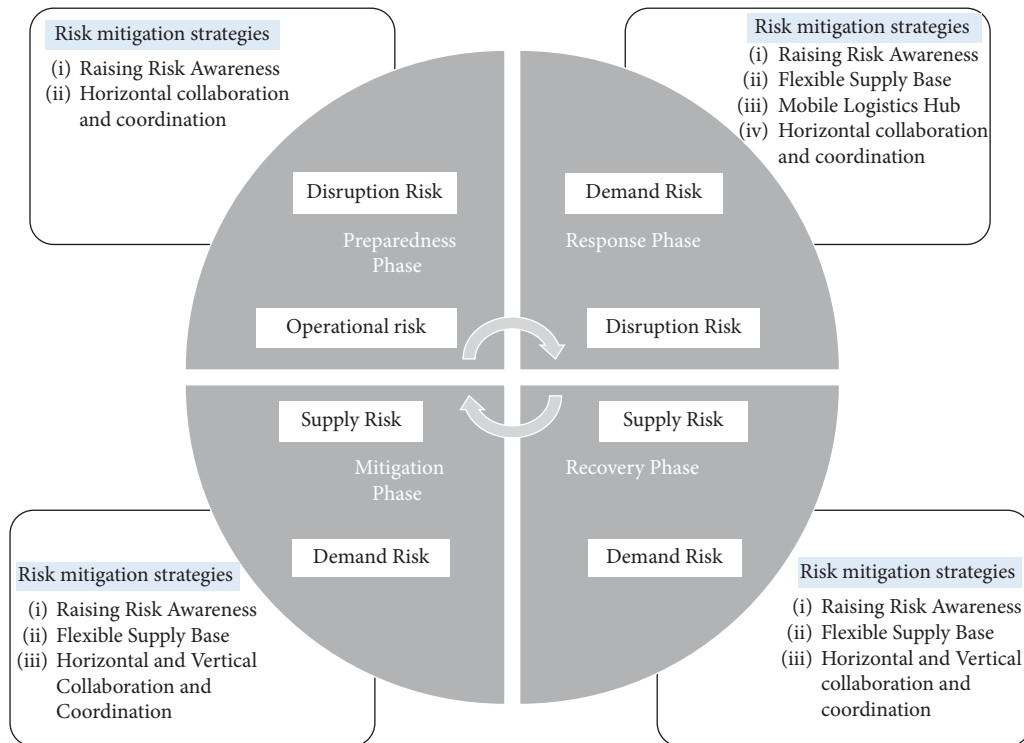 Risk mitigation strategies
(i) Raising Risk Awareness
(ii) Horizontal collaboration
and coordination
Risk mitigation strategies
(i) Raising Risk Awareness
(ii) Flexible Supply Base
(iii) Mobile Logistics Hub
(iv) Horizontal collaboration
and coordination
Disruption Risk
Preparedness
Phase
Operational risk
Demand Risk
Response Phase
Disruption Risk
Supply Risk
Mitigation
Phase
Demand Risk
Supply Risk
Recovery Phase
Demand Risk
Risk mitigation strategies
(i) Raising Risk Awareness
(ii) Flexible Supply Base
(iii) Horizontal and Vertical
Collaboration and
Coordination
Risk mitigation strategies
(i) Raising Risk Awareness
(ii) Flexible Supply Base
(iii) Horizontal and Vertical
collaboration and
coordination